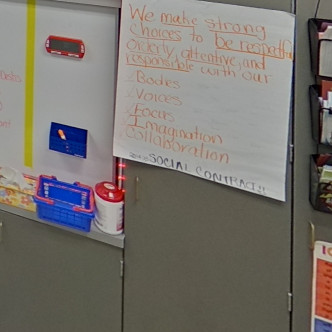 We make strong
choices to be respectful
orderly, attentive, and
responsible with our
Bodies
Voices
Focus
Imagination
Collaboration
SOCIAL CONTRACT